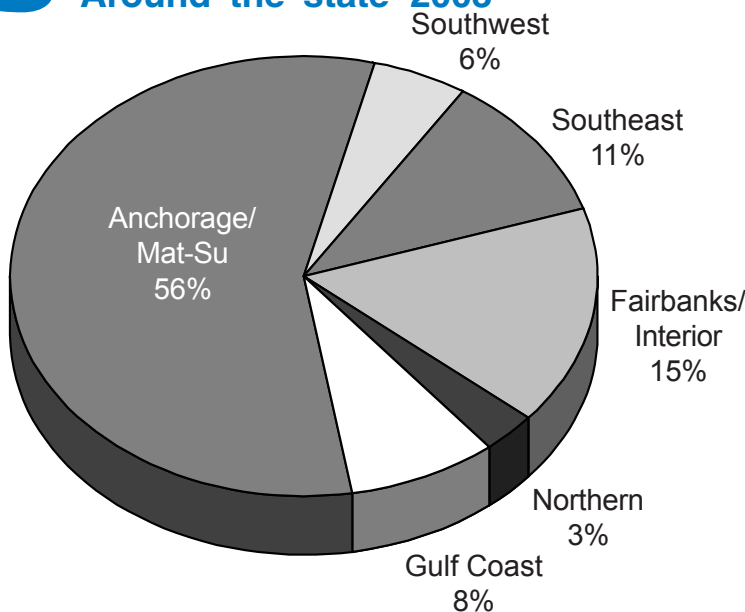 Around the state
Southwest
6%
Southeast
11%
Anchorage/
Mat-Su
56%
Fairbanks/
Interior
15%
Northern
3%
Gulf Coast
8%